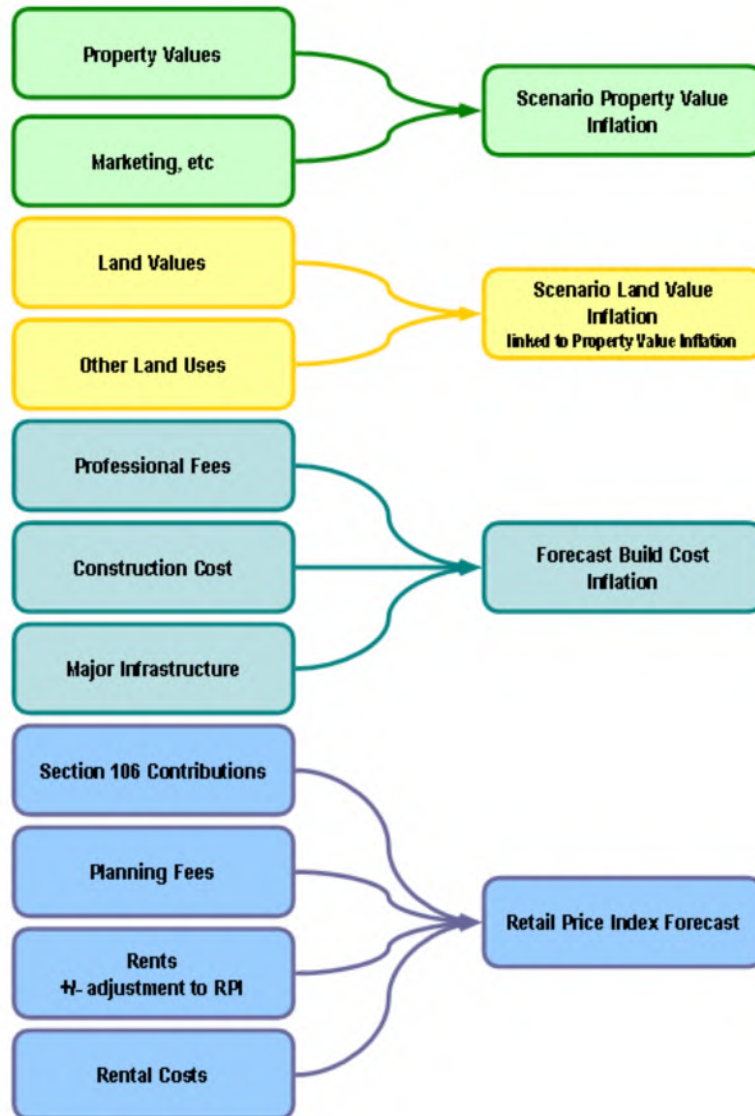 Property Values
Marketing, etc
Scenario Property Value
Inflation
Land Values
Other Land Uses
Scenario Land Value
Inflation
linked to Property Value Inflation
Professional Fees
Construction Cost
Major Infrastructure
Forecast Build Cost
Inflation
Section 106 Contributions
Planning Fees
Rents
+/- adjustment to RPI
Rental Costs
Retail Price Index Forecast